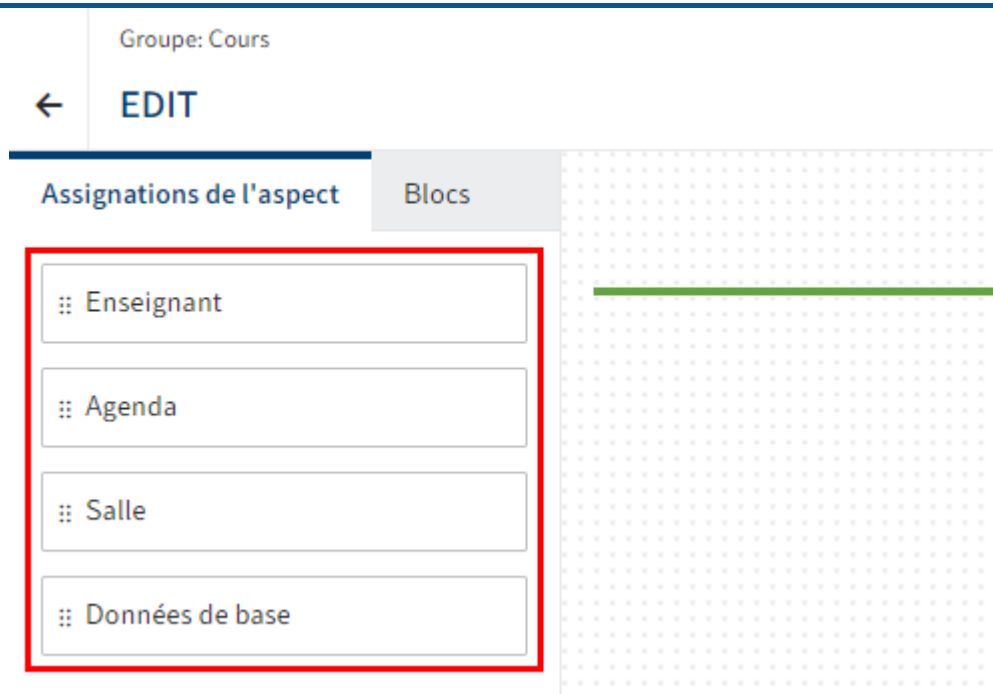 Groupe: Cours
EDIT
Assignations de l'aspect
Blocs
Enseignant
Agenda
Salle
Données de base